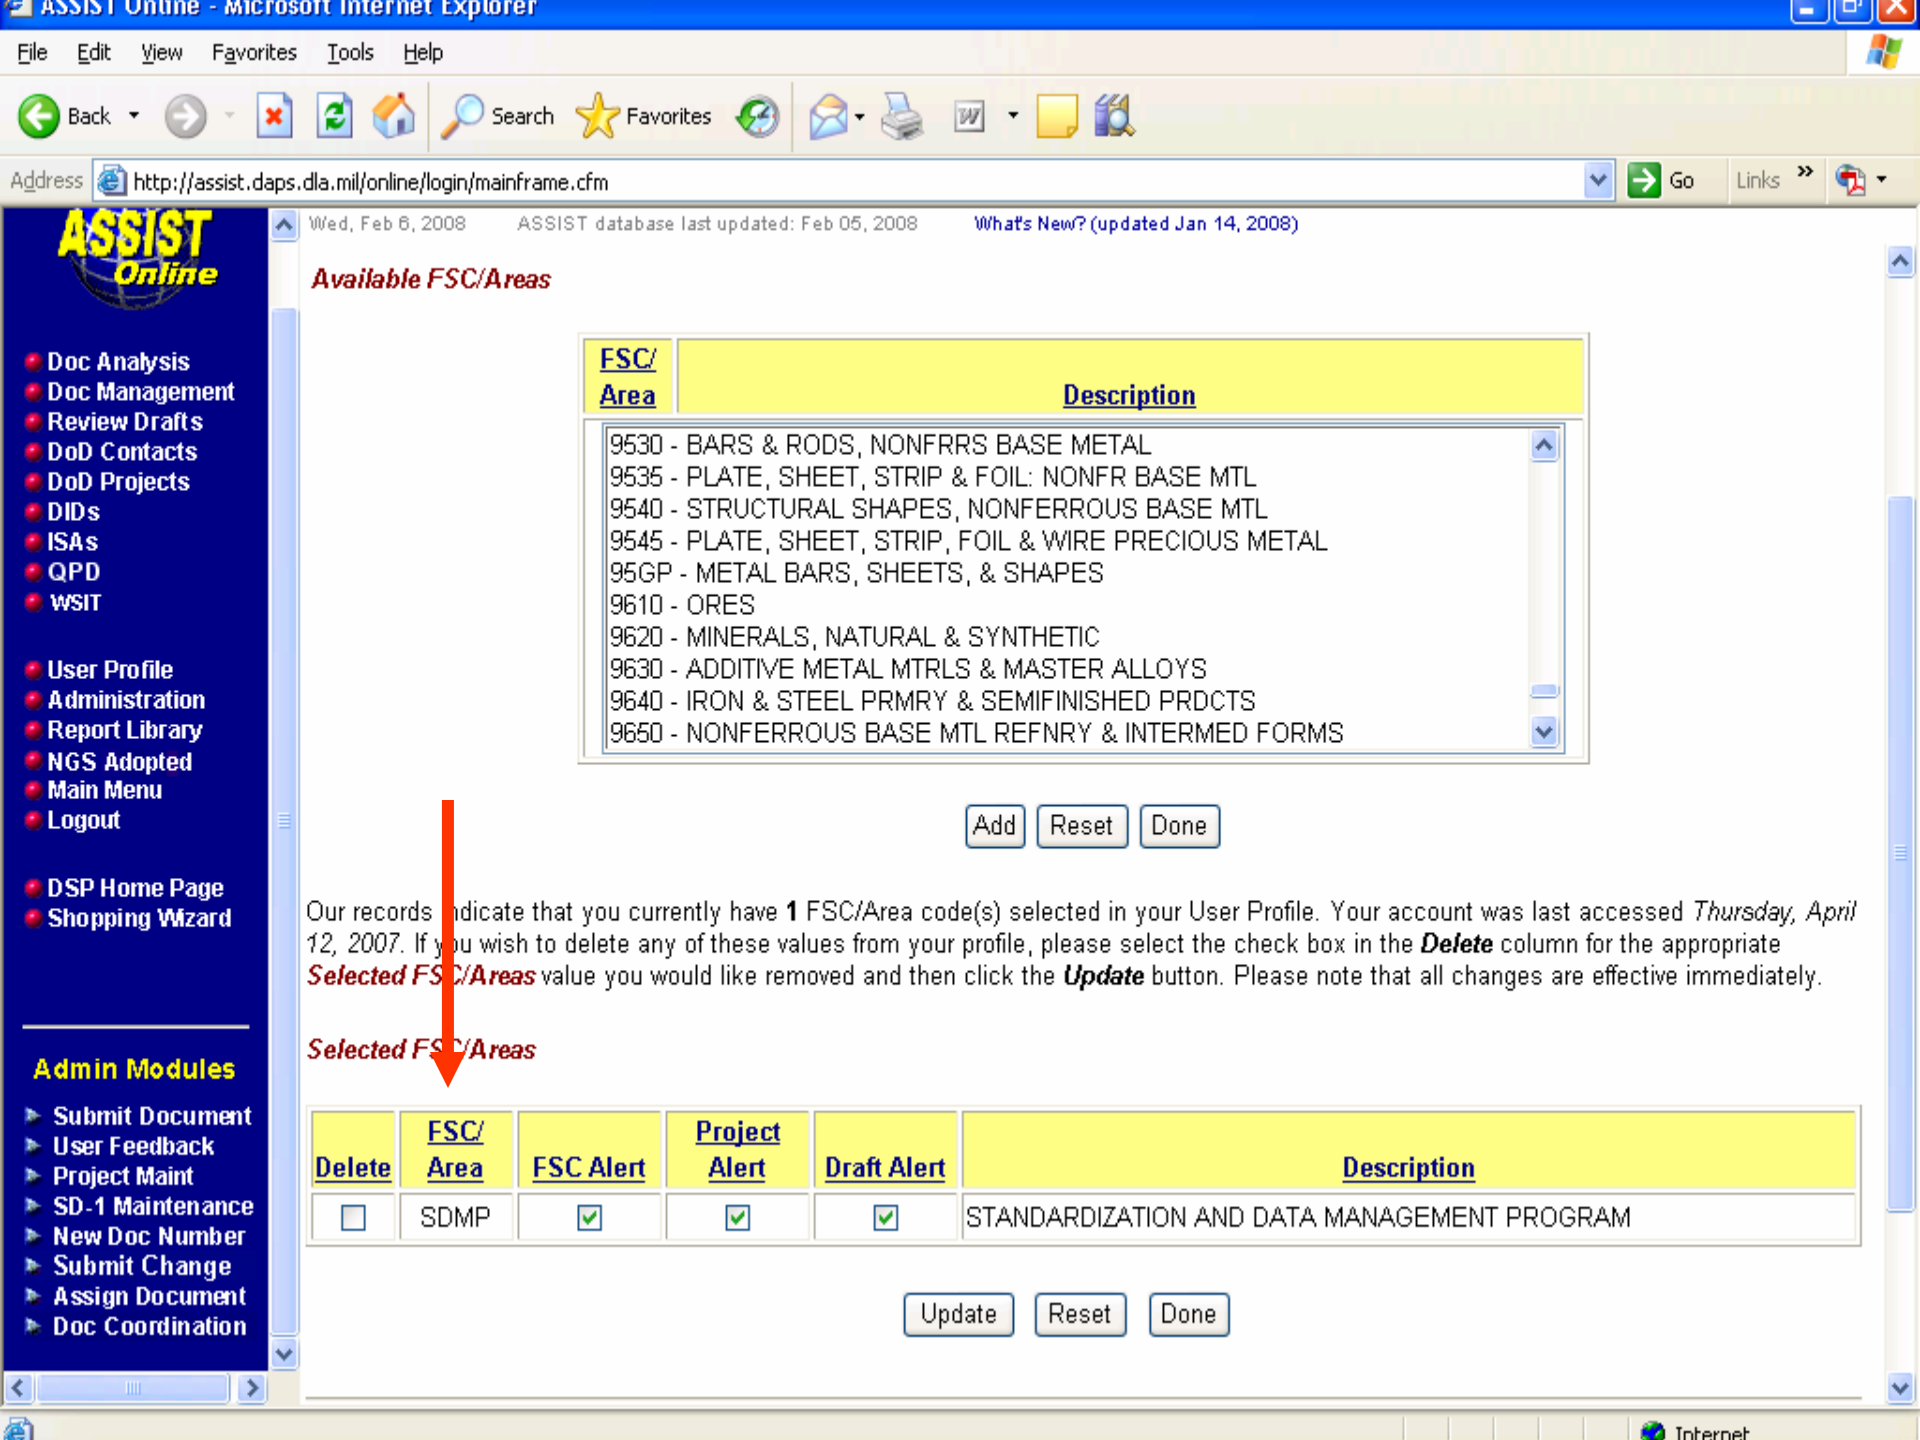 ASSIST Online - Microsoft Internet Explorer
File Edit View Favorites Tools Help
Back Search Favorites
Address http://assist.daps.dla.mil/online/login/mainframe.cfm Go Links »
ASSIST
Online
Wed, Feb 6, 2008 ASSIST database last updated: Feb 05, 2008 What's New? (updated Jan 14, 2008)
Doc Analysis
Doc Management
Review Drafts
DoD Contacts
DoD Projects
DIDs
ISAs
QPD
WSIT
User Profile
Administration
Report Library
NGS Adopted
Main Menu
Logout
DSP Home Page
Shopping Wizard
Admin Modules
Submit Document
User Feedback
Project Maint
SD-1 Maintenance
New Doc Number
Submit Change
Assign Document
Doc Coordination
Available FSC/Areas
FSC/
Area Description
9530 - BARS & RODS, NONFRRS BASE METAL
9535 - PLATE, SHEET, STRIP & FOIL: NONFR BASE MTL
9540 - STRUCTURAL SHAPES, NONFERROUS BASE MTL
9545 - PLATE, SHEET, STRIP, FOIL & WIRE PRECIOUS METAL
95GP - METAL BARS, SHEETS, & SHAPES
9610 - ORES
9620 - MINERALS, NATURAL & SYNTHETIC
9630 - ADDITIVE METAL MTRLS & MASTER ALLOYS
9640 - IRON & STEEL PRMRY & SEMIFINISHED PRDCTS
9650 - NONFERROUS BASE MTL REFNRY & INTERMED FORMS
Add Reset Done
Our records indicate that you currently have 1 FSC/Area code(s) selected in your User Profile. Your account was last accessed Thursday, April
12, 2007. If you wish to delete any of these values from your profile, please select the check box in the Delete column for the appropriate
Selected FSC/Areas value you would like removed and then click the Update button. Please note that all changes are effective immediately.
Selected FSC/Areas
Delete FSC/ Area FSC Alert Project Alert Draft Alert Description
SDMP STANDARDIZATION AND DATA MANAGEMENT PROGRAM
Update Reset Done
Internet